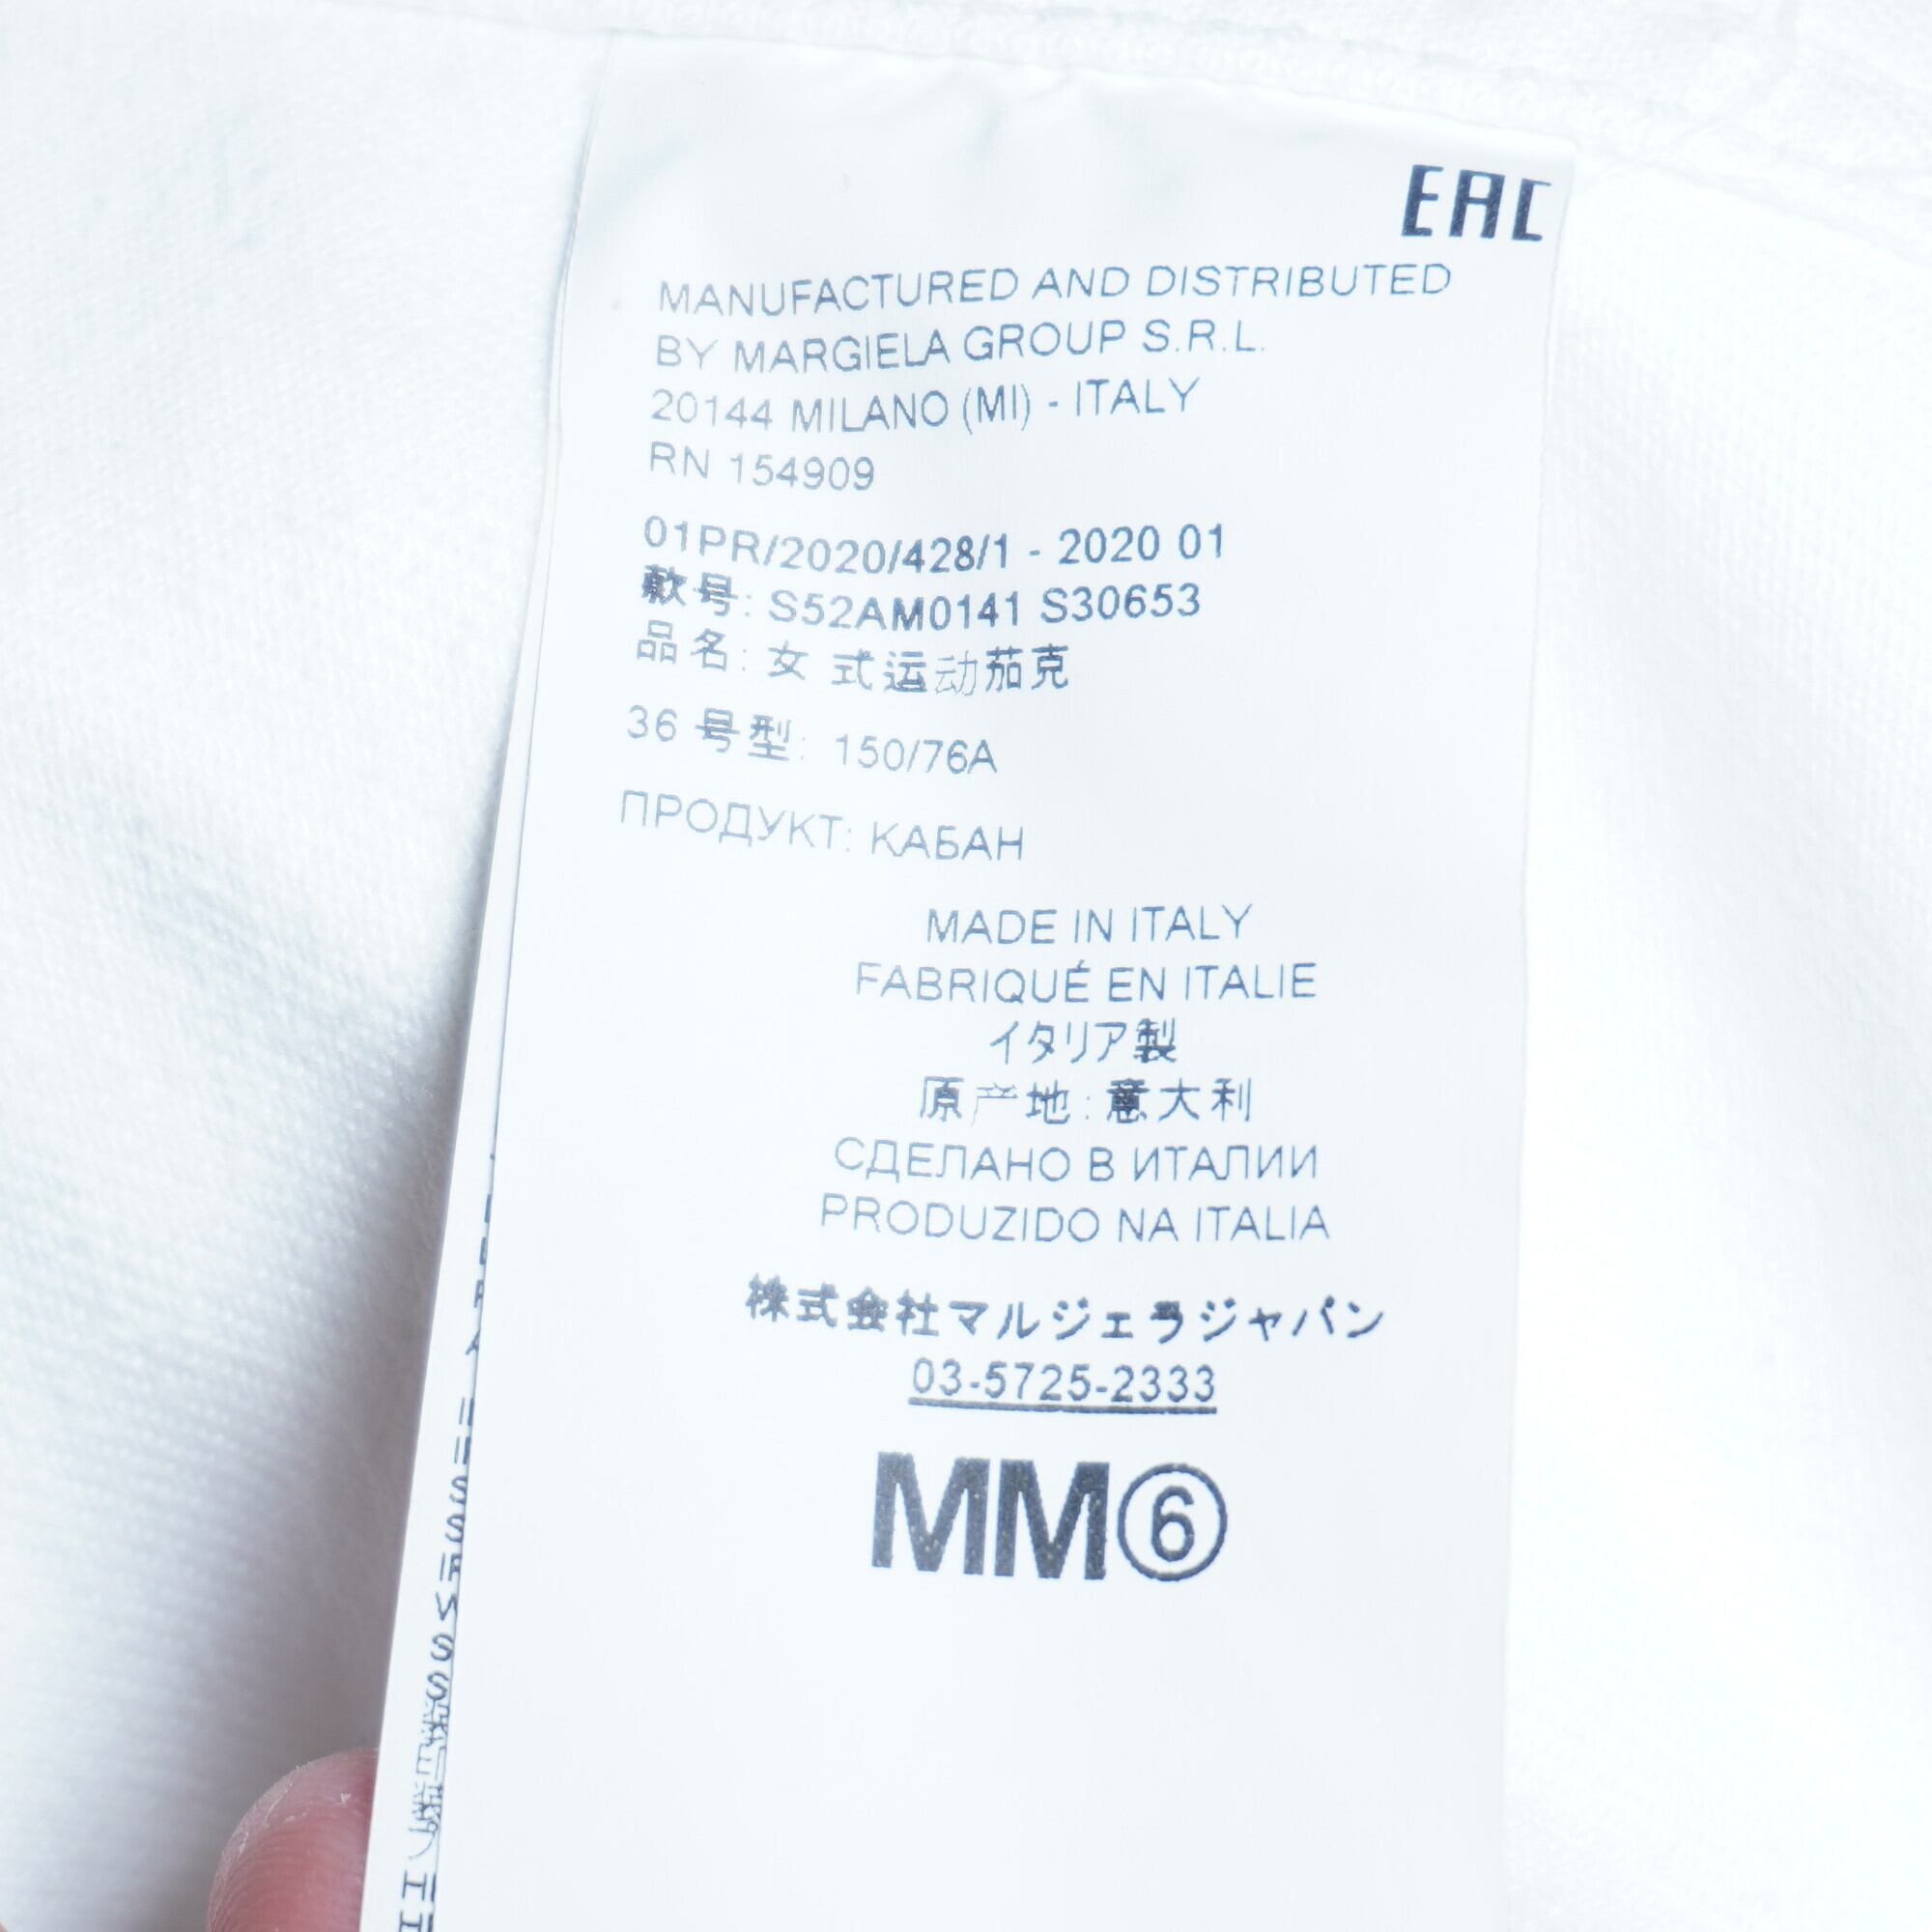 EAC
MANUFACTURED AND DISTRIBUTED
BY MARGIELA GROUP S.R.L.
20144 MILANO (MI) - ITALY
RN 154909
01PR/2020/428/1 - 2020 01
款号: S52AM0141 S30653
品名: 女 式运动茄克
36 号型: 150/76A
ПРОДУКТ: КАБАН
MADE IN ITALY
FABRIQUÉ EN ITALIE
イタリア製
原产地: 意大利
СДЕЛАНО В ИТАЛИИ
PRODUZIDO NA ITALIA
株式会社マルジェラジャパン
03-5725-2333
MM⑥